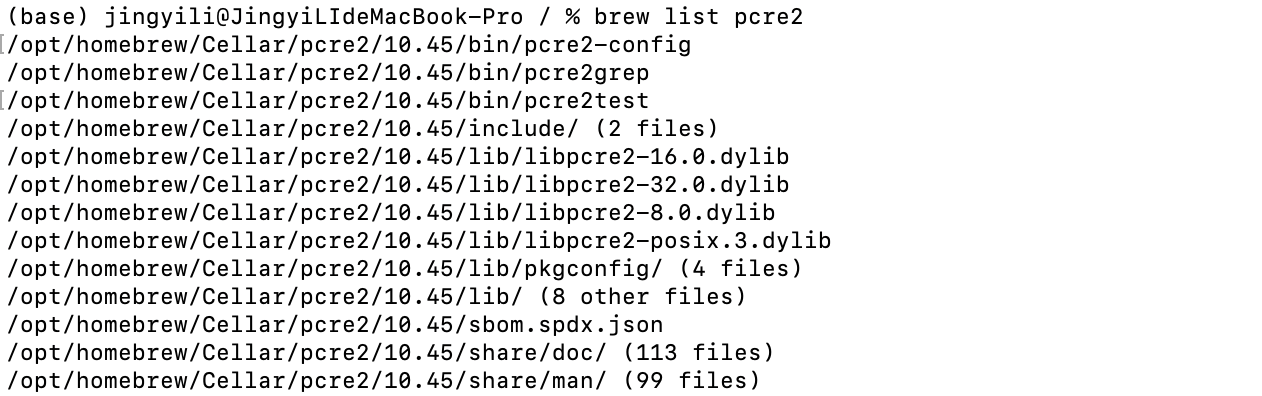 (base) jingyili@JingyiLIdeMacBook-Pro / % brew list pcre2
/opt/homebrew/Cellar/pcre2/10.45/bin/pcre2-config
/opt/homebrew/Cellar/pcre2/10.45/bin/pcre2grep
/opt/homebrew/Cellar/pcre2/10.45/bin/pcre2test
/opt/homebrew/Cellar/pcre2/10.45/include/ (2 files)
/opt/homebrew/Cellar/pcre2/10.45/lib/libpcre2-16.0.dylib
/opt/homebrew/Cellar/pcre2/10.45/lib/libpcre2-32.0.dylib
/opt/homebrew/Cellar/pcre2/10.45/lib/libpcre2-8.0.dylib
/opt/homebrew/Cellar/pcre2/10.45/lib/libpcre2-posix.3.dylib
/opt/homebrew/Cellar/pcre2/10.45/lib/pkgconfig/ (4 files)
/opt/homebrew/Cellar/pcre2/10.45/lib/ (8 other files)
/opt/homebrew/Cellar/pcre2/10.45/sbom.spdx.json
/opt/homebrew/Cellar/pcre2/10.45/share/doc/ (113 files)
/opt/homebrew/Cellar/pcre2/10.45/share/man/ (99 files)